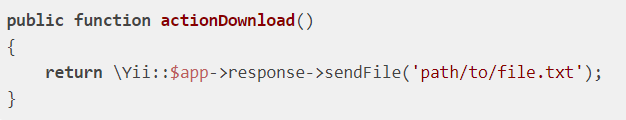 public function actionDownload()
{
    return \Yii::$app->response->sendFile('path/to/file.txt');
}